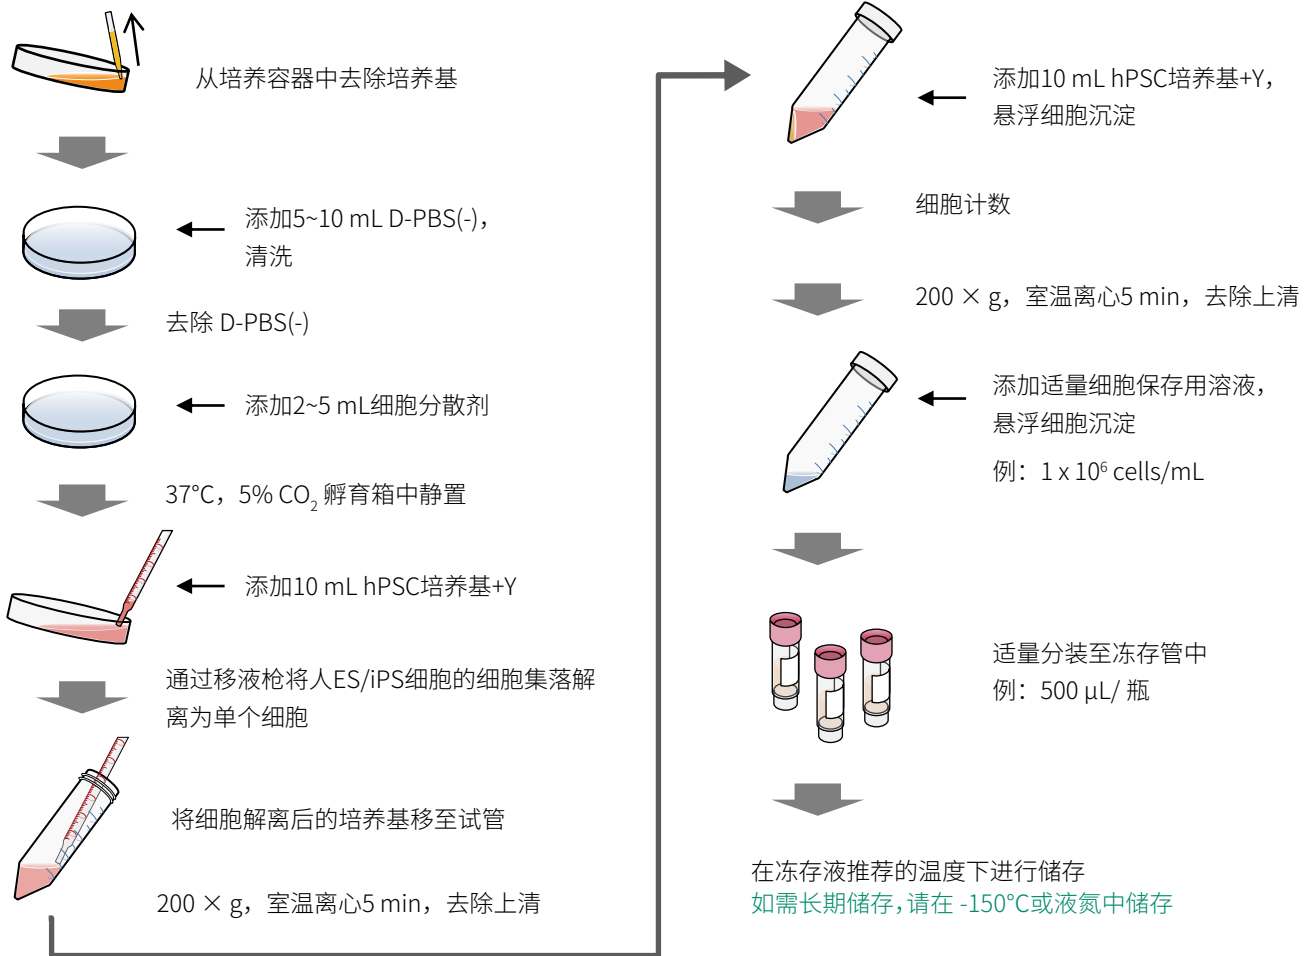 从培养容器中去除培养基
添加5~10 mL D-PBS(-)，
清洗
去除 D-PBS(-)
添加2~5 mL细胞分散剂
37°C，5% CO₂ 孵育箱中静置
添加10 mL hPSC培养基+Y
通过移液枪将人ES/iPS细胞的细胞集落解
离为单个细胞
将细胞解离后的培养基移至试管
200 × g，室温离心5 min，去除上清
添加10 mL hPSC培养基+Y，
悬浮细胞沉淀
细胞计数
200 × g，室温离心5 min，去除上清
添加适量细胞保存用溶液，
悬浮细胞沉淀
例：1 x 10⁶ cells/mL
适量分装至冻存管中
例：500 µL/ 瓶
在冻存液推荐的温度下进行储存
如需长期储存，请在 -150°C或液氮中储存